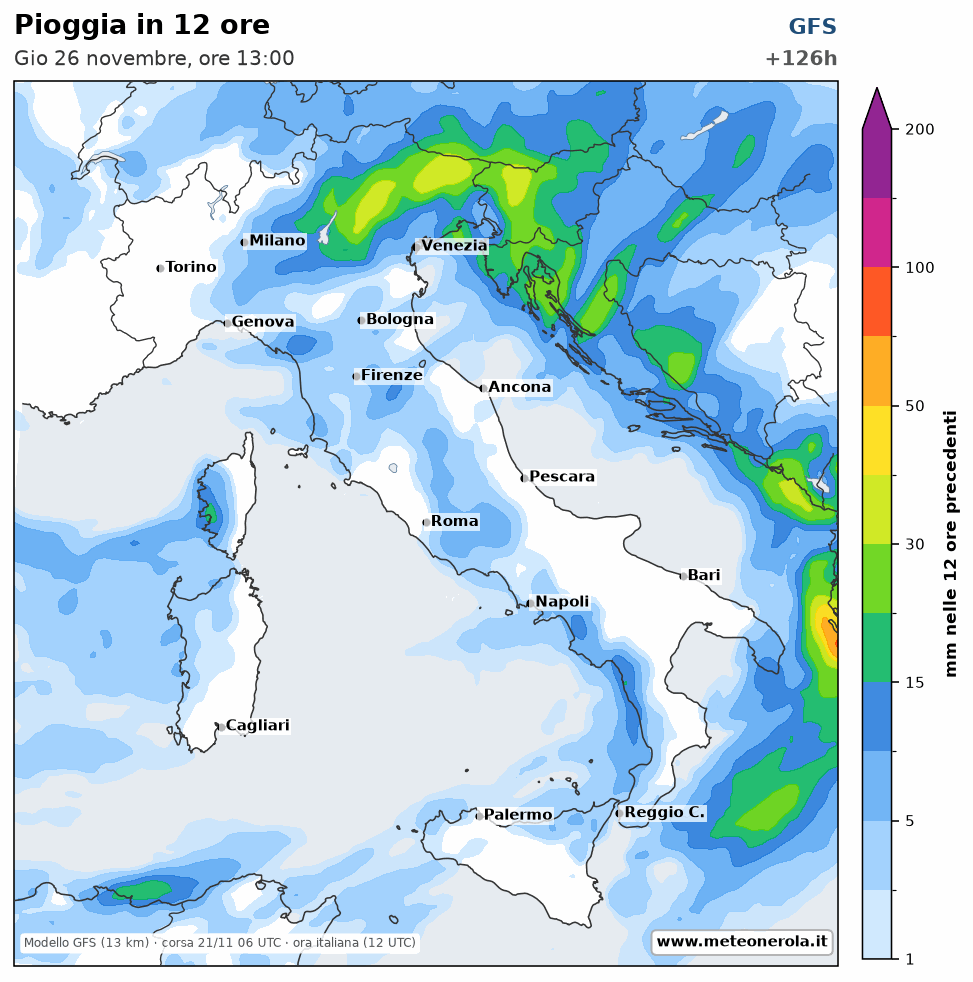 Pioggia in 12 ore
GFS
Gio 26 novembre, ore 13:00
+126h
200
100
50
30
15
5
1
mm nelle 12 ore precedenti
Milano
Venezia
Torino
Genova
Bologna
Firenze
Ancona
Pescara
Roma
Bari
Napoli
Cagliari
Palermo
Reggio C.
Modello GFS (13 km) · corsa 21/11 06 UTC · ora italiana (12 UTC)
www.meteonerola.it